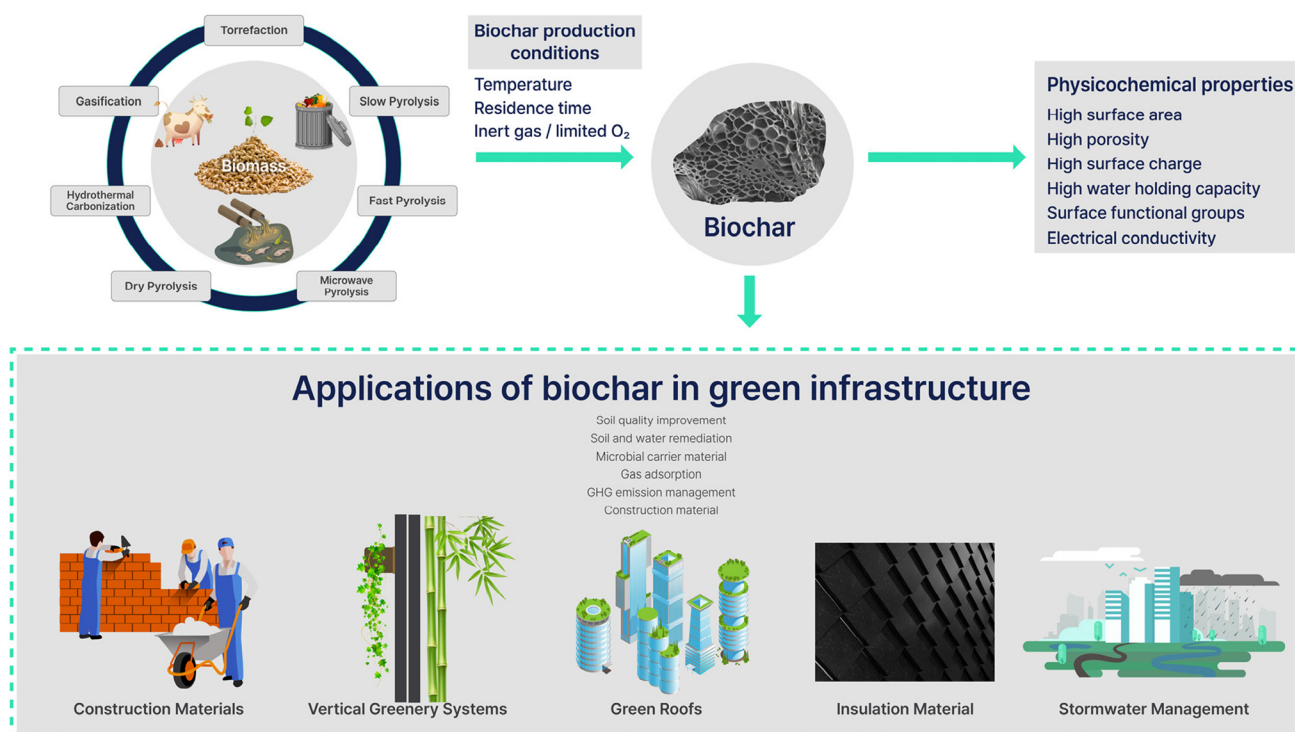 Torrefaction
Gasification
Slow Pyrolysis
Biomass
Hydrothermal
Carbonization
Fast Pyrolysis
Dry Pyrolysis
Microwave
Pyrolysis
Biochar production
conditions
Temperature
Residence time
Inert gas / limited O₂
Biochar
Physicochemical properties
High surface area
High porosity
High surface charge
High water holding capacity
Surface functional groups
Electrical conductivity
Applications of biochar in green infrastructure
Soil quality improvement
Soil and water remediation
Microbial carrier material
Gas adsorption
GHG emission management
Construction material
Construction Materials
Vertical Greenery Systems
Green Roofs
Insulation Material
Stormwater Management